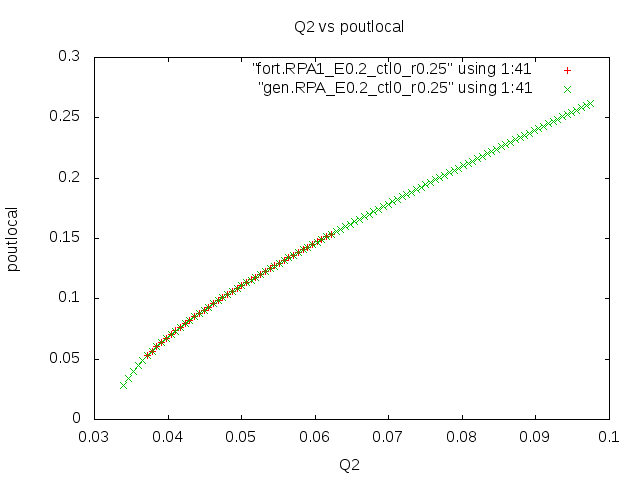 Q2 vs poutlocal
"fort.RPA1_E0.2_ctl0_r0.25" using 1:41
"gen.RPA_E0.2_ctl0_r0.25" using 1:41
0.3
0.25
0.2
0.15
0.1
0.05
0
poutlocal
0.03 0.04 0.05 0.06 0.07 0.08 0.09 0.1
Q2